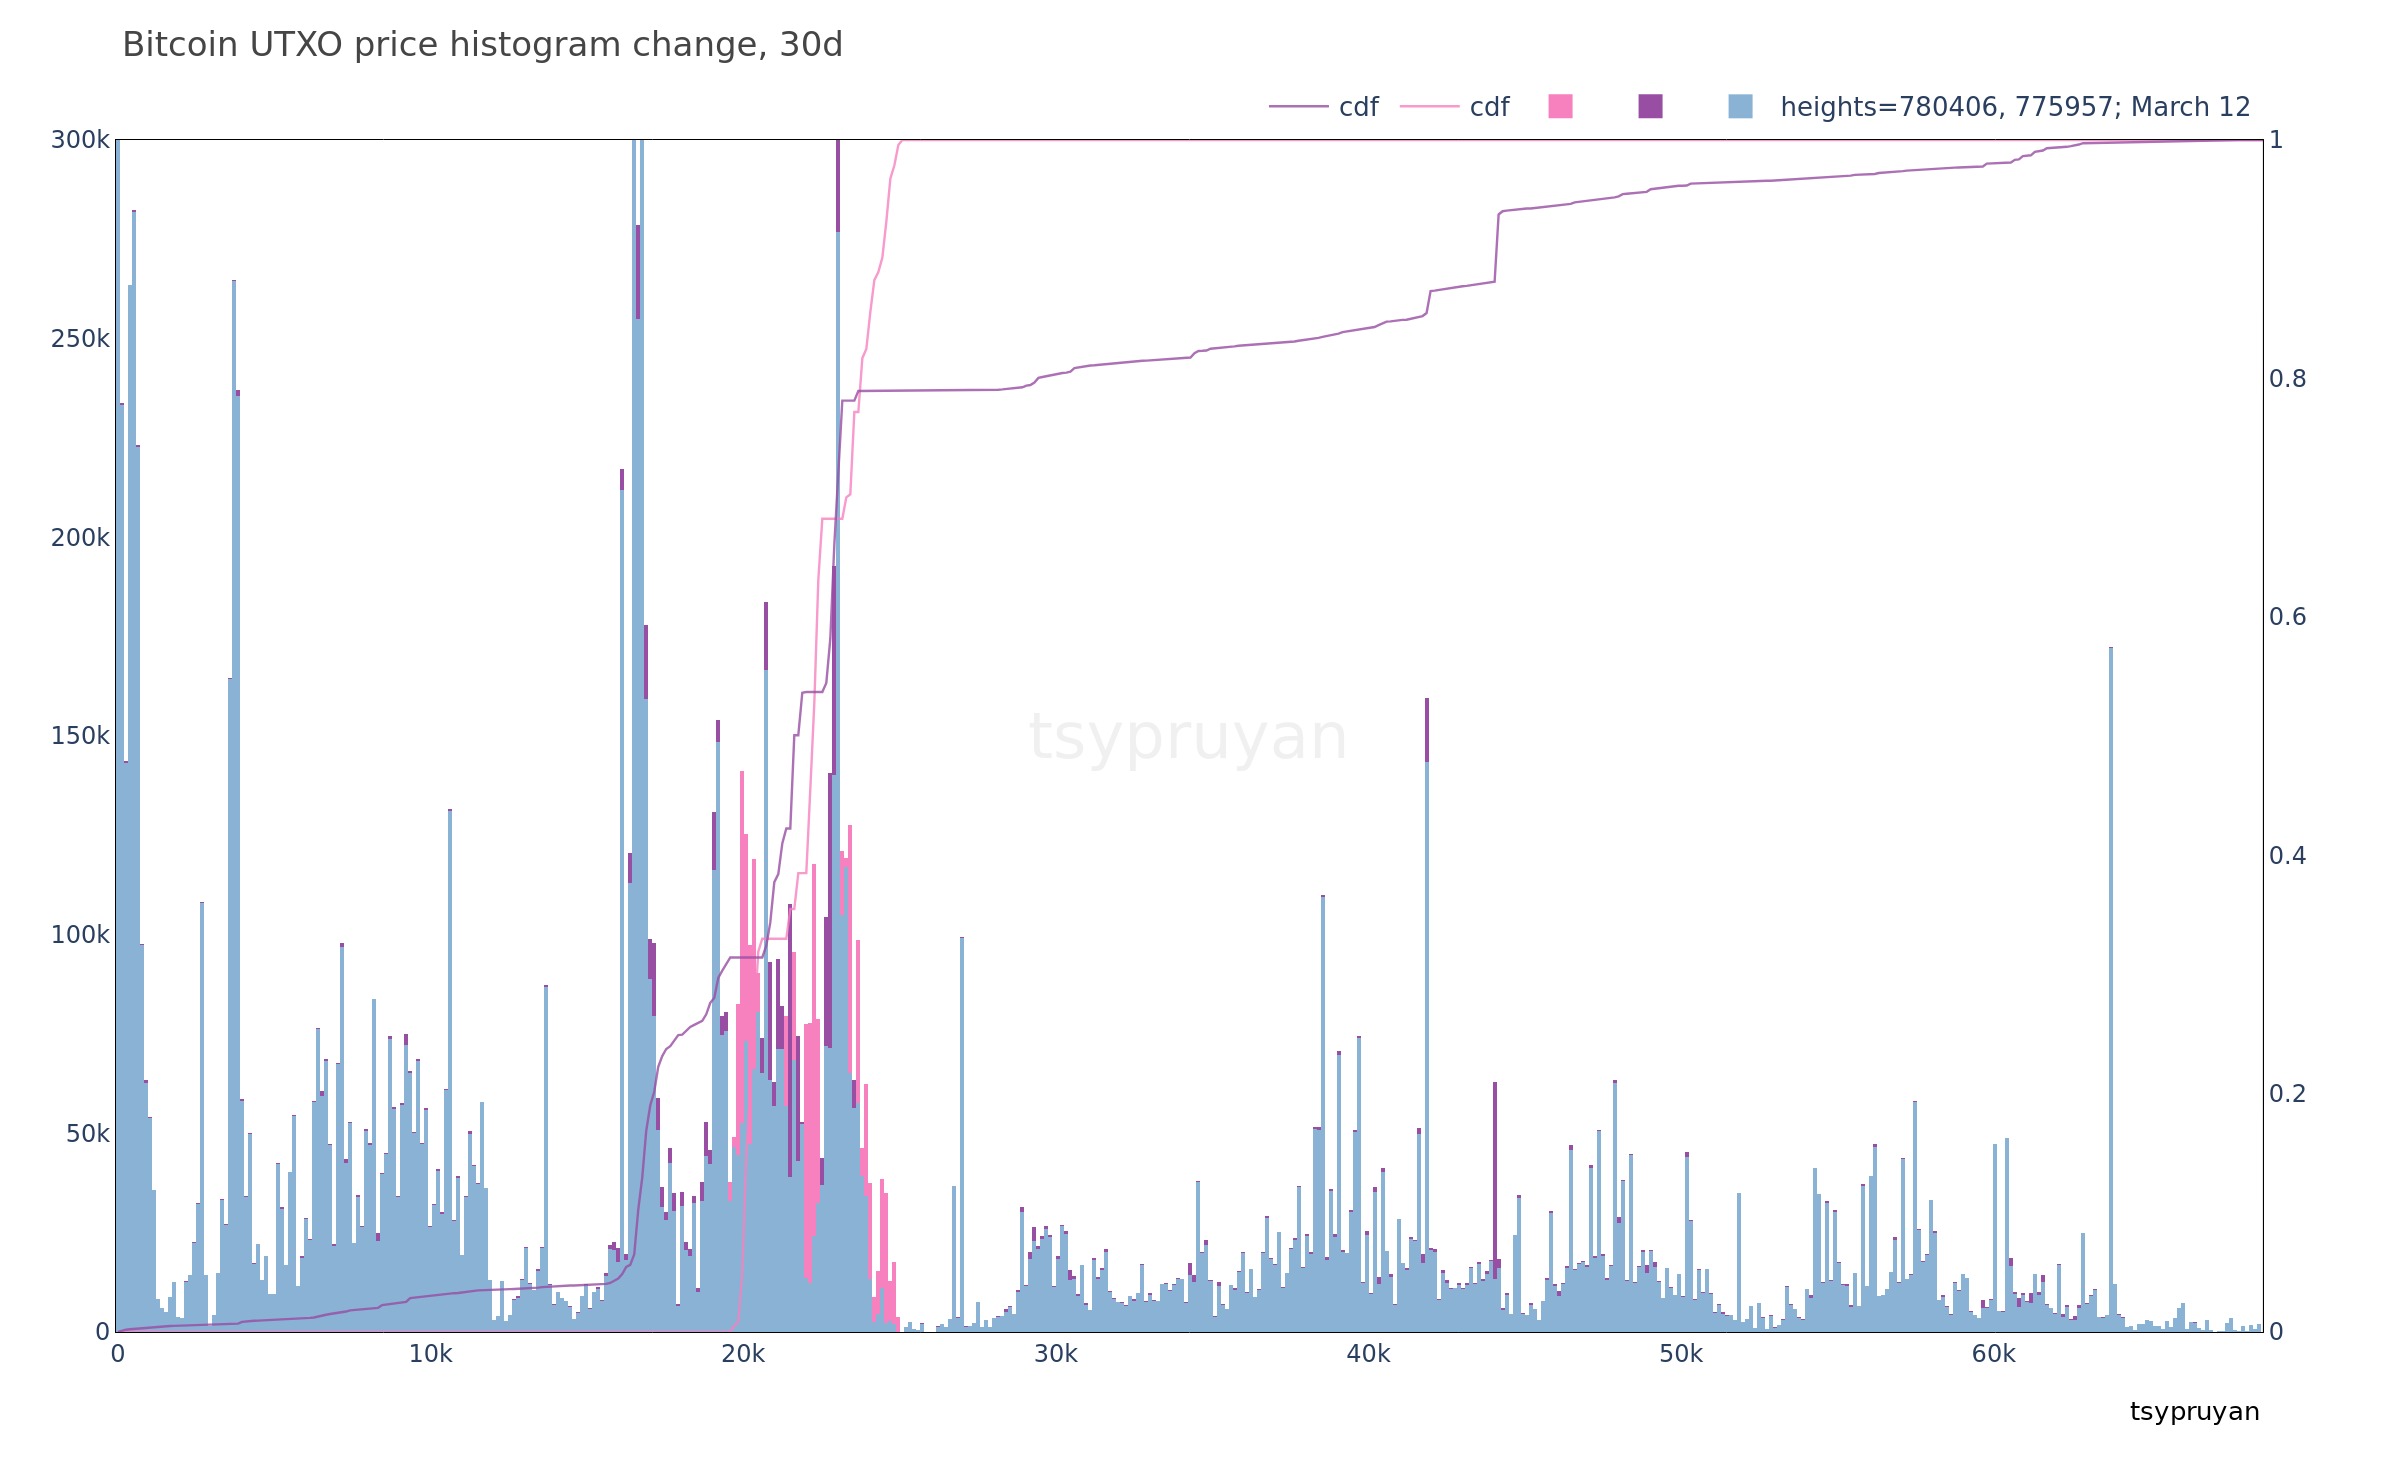 Bitcoin UTXO price histogram change, 30d
cdf cdf heights=780406, 775957; March 12
300k
250k
200k
150k
100k
50k
0
1
0.8
0.6
0.4
0.2
0
tsypruyan
0 10k 20k 30k 40k 50k 60k
tsypruyan